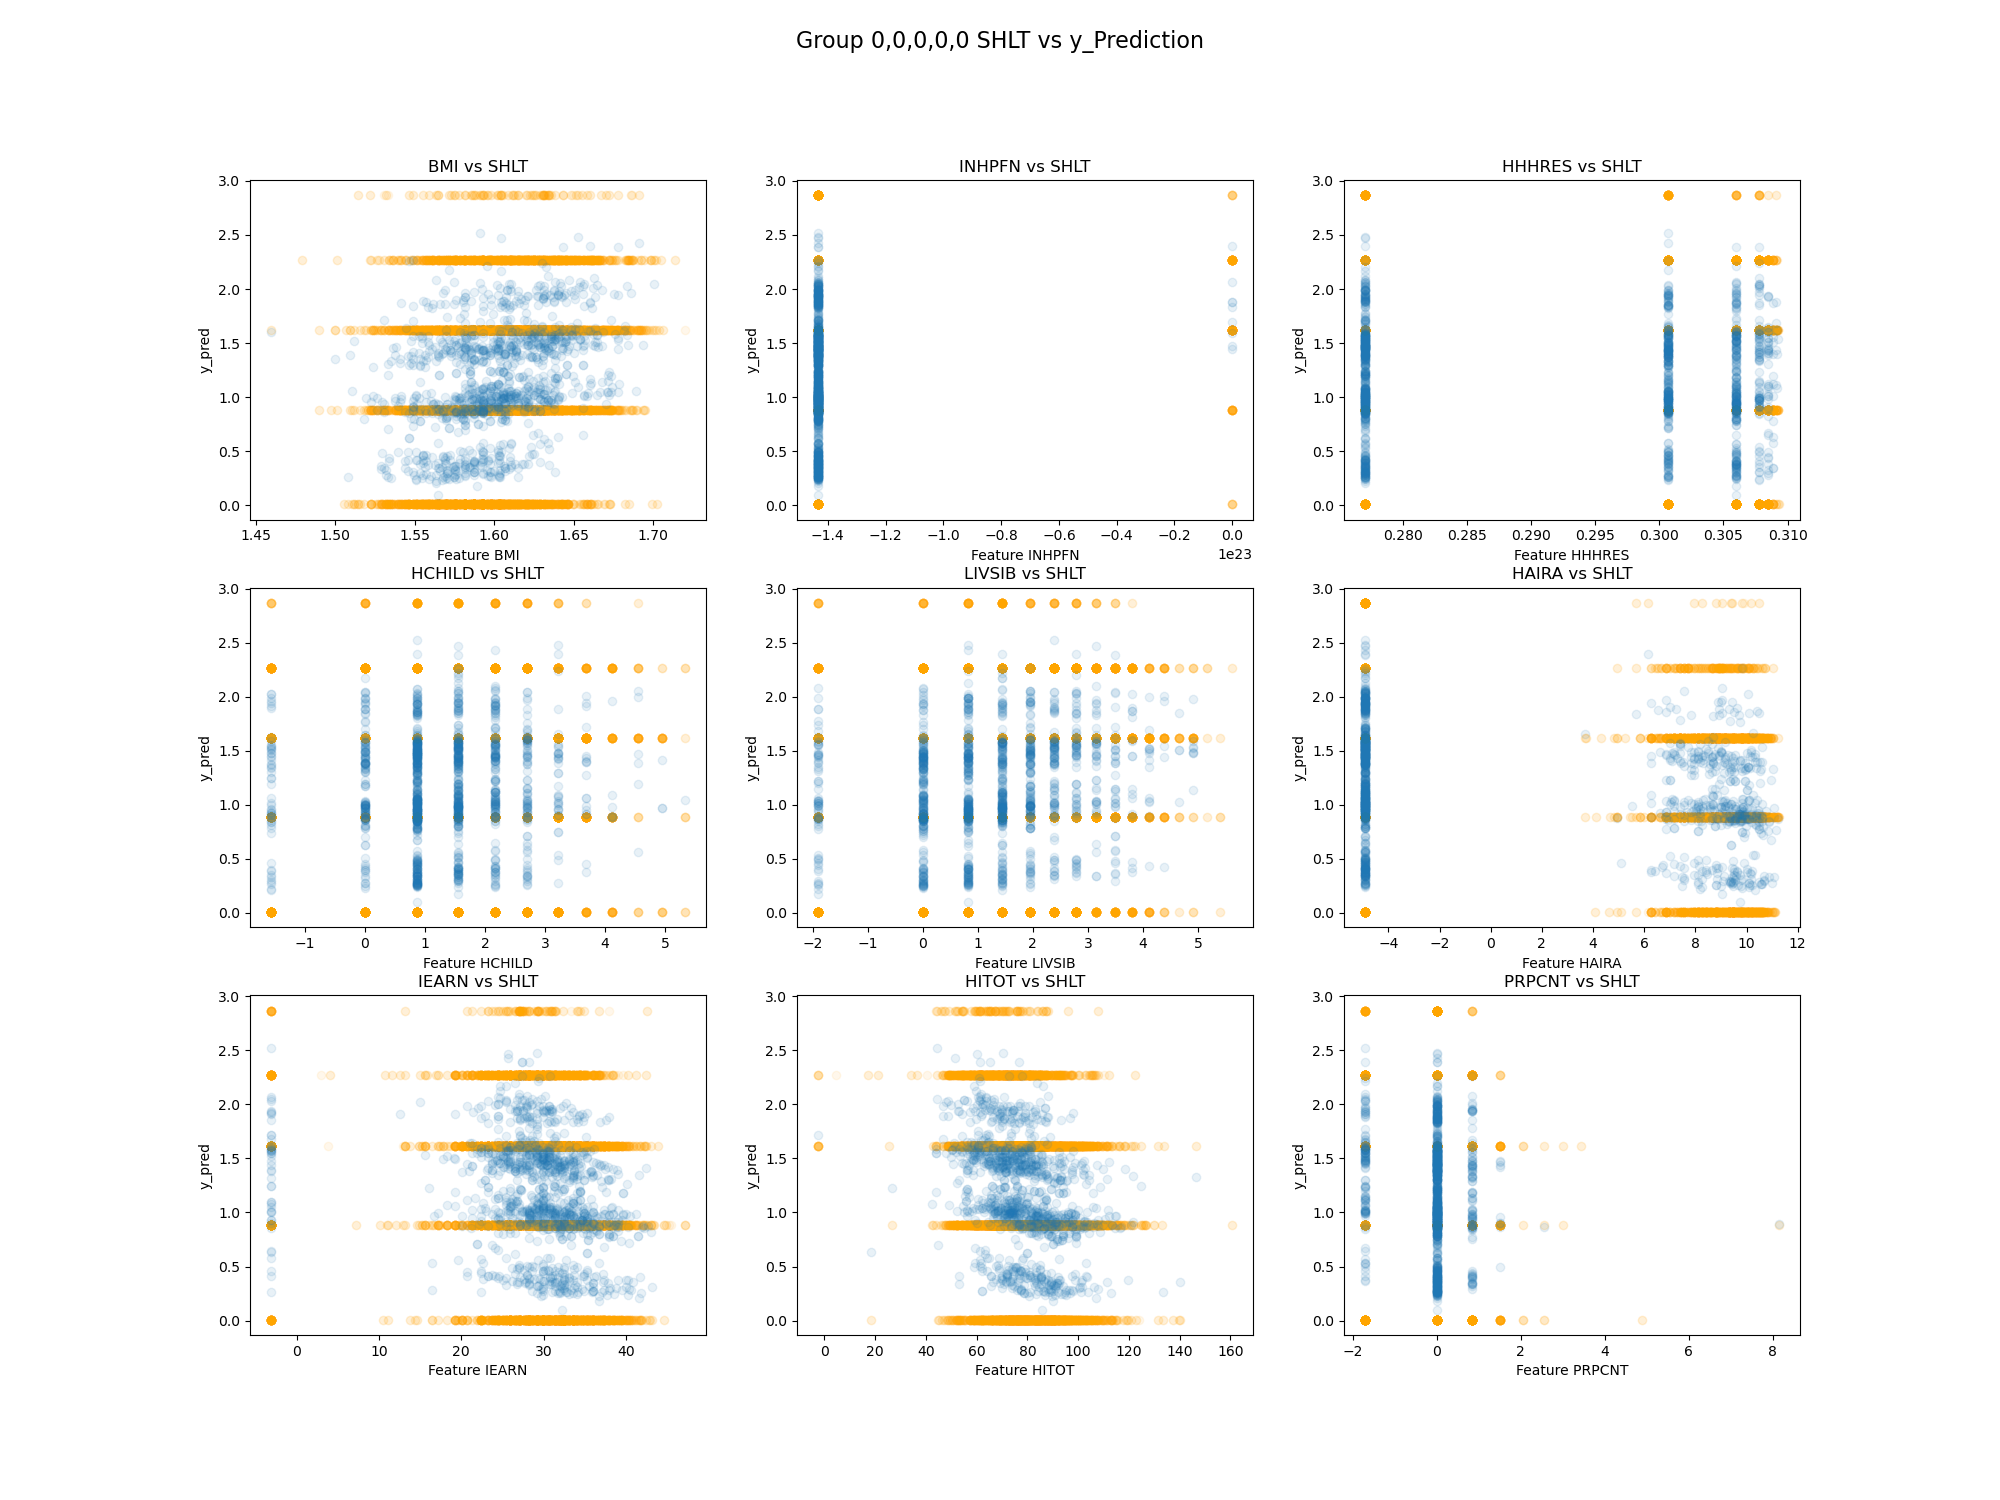 Group 0,0,0,0,0 SHLT vs y_Prediction
BMI vs SHLT
3.0
2.5
2.0
1.5
1.0
0.5
0.0
y_pred
1.45 1.50 1.55 1.60 1.65 1.70
Feature BMI
INHPFN vs SHLT
3.0
2.5
2.0
1.5
1.0
0.5
0.0
y_pred
−1.4 −1.2 −1.0 −0.8 −0.6 −0.4 −0.2 0.0
1e23
Feature INHPFN
HHHRES vs SHLT
3.0
2.5
2.0
1.5
1.0
0.5
0.0
y_pred
0.280 0.285 0.290 0.295 0.300 0.305 0.310
Feature HHHRES
HCHILD vs SHLT
3.0
2.5
2.0
1.5
1.0
0.5
0.0
y_pred
−1 0 1 2 3 4 5
Feature HCHILD
LIVSIB vs SHLT
3.0
2.5
2.0
1.5
1.0
0.5
0.0
y_pred
−2 −1 0 1 2 3 4 5
Feature LIVSIB
HAIRA vs SHLT
3.0
2.5
2.0
1.5
1.0
0.5
0.0
y_pred
−4 −2 0 2 4 6 8 10 12
Feature HAIRA
IEARN vs SHLT
3.0
2.5
2.0
1.5
1.0
0.5
0.0
y_pred
0 10 20 30 40
Feature IEARN
HITOT vs SHLT
3.0
2.5
2.0
1.5
1.0
0.5
0.0
y_pred
0 20 40 60 80 100 120 140 160
Feature HITOT
PRPCNT vs SHLT
3.0
2.5
2.0
1.5
1.0
0.5
0.0
y_pred
−2 0 2 4 6 8
Feature PRPCNT